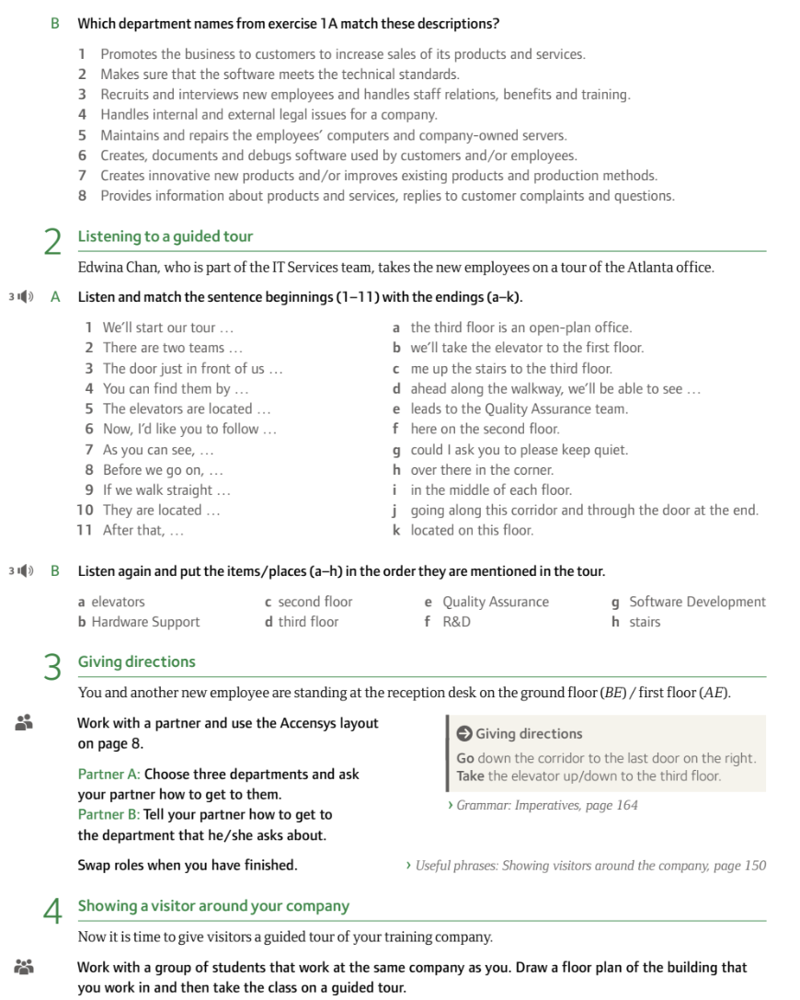 B Which department names from exercise 1A match these descriptions?
1 Promotes the business to customers to increase sales of its products and services.
2 Makes sure that the software meets the technical standards.
3 Recruits and interviews new employees and handles staff relations, benefits and training.
4 Handles internal and external legal issues for a company.
5 Maintains and repairs the employees’ computers and company-owned servers.
6 Creates, documents and debugs software used by customers and/or employees.
7 Creates innovative new products and/or improves existing products and production methods.
8 Provides information about products and services, replies to customer complaints and questions.
2 Listening to a guided tour
Edwina Chan, who is part of the IT Services team, takes the new employees on a tour of the Atlanta office.
3 A Listen and match the sentence beginnings (1–11) with the endings (a–k).
1 We’ll start our tour …
2 There are two teams …
3 The door just in front of us …
4 You can find them by …
5 The elevators are located …
6 Now, I’d like you to follow …
7 As you can see, …
8 Before we go on, …
9 If we walk straight …
10 They are located …
11 After that, …
a the third floor is an open-plan office.
b we’ll take the elevator to the first floor.
c me up the stairs to the third floor.
d ahead along the walkway, we’ll be able to see …
e leads to the Quality Assurance team.
f here on the second floor.
g could I ask you to please keep quiet.
h over there in the corner.
i in the middle of each floor.
j going along this corridor and through the door at the end.
k located on this floor.
3 B Listen again and put the items/places (a–h) in the order they are mentioned in the tour.
a elevators c second floor e Quality Assurance g Software Development
b Hardware Support d third floor f R&D h stairs
3 Giving directions
You and another new employee are standing at the reception desk on the ground floor (BE) / first floor (AE).
Work with a partner and use the Accensys layout
on page 8.
Partner A: Choose three departments and ask
your partner how to get to them.
Partner B: Tell your partner how to get to
the department that he/she asks about.
Swap roles when you have finished.
Giving directions
Go down the corridor to the last door on the right.
Take the elevator up/down to the third floor.
› Grammar: Imperatives, page 164
› Useful phrases: Showing visitors around the company, page 150
4 Showing a visitor around your company
Now it is time to give visitors a guided tour of your training company.
Work with a group of students that work at the same company as you. Draw a floor plan of the building that
you work in and then take the class on a guided tour.